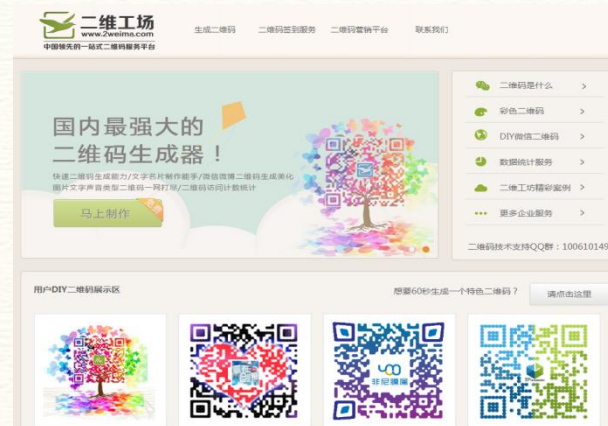 二维工场
www.2weima.com
中国领先的一站式二维码服务平台
生成二维码 二维码签到服务 二维码营销平台 联系我们
国内最强大的
二维码生成器！
快速二维码生成能力/文字名片制作能手/微信微博二维码生成美化
图片文字声音类型二维码一网打尽/二维码访问计数统计
马上制作
免费
二维码是什么 >
彩色二维码 >
DIY微信二维码 >
数据统计服务 >
二维工坊精彩案例 >
更多企业服务 >
二维码技术支持QQ群：100610149
用户DIY二维码展示区
想要60秒生成一个特色二维码？
请点击这里
非尼膜属